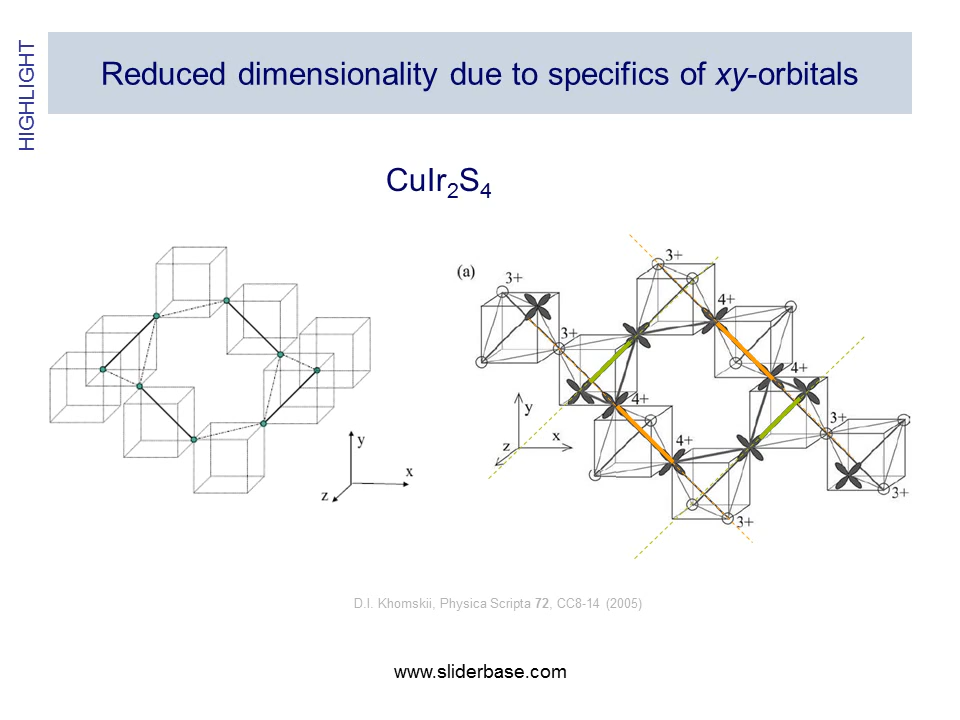 HIGHLIGHT
Reduced dimensionality due to specifics of xy-orbitals
CuIr₂S₄
y
x
z
(a)
3+
3+
4+
3+
4+
4+
4+
3+
3+
3+
y
x
z
D.I. Khomskii, Physica Scripta 72, CC8-14 (2005)
www.sliderbase.com